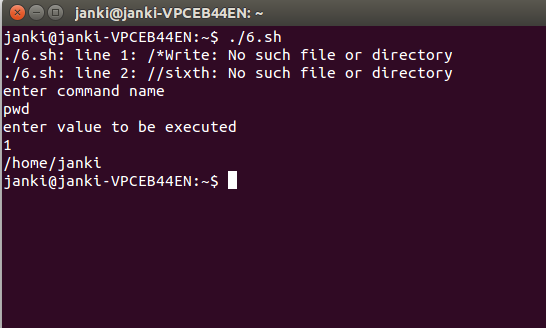 janki@janki-VPCEB44EN: ~
janki@janki-VPCEB44EN:~$ ./6.sh
./6.sh: line 1: /*Write: No such file or directory
./6.sh: line 2: //sixth: No such file or directory
enter command name
pwd
enter value to be executed
1
/home/janki
janki@janki-VPCEB44EN:~$